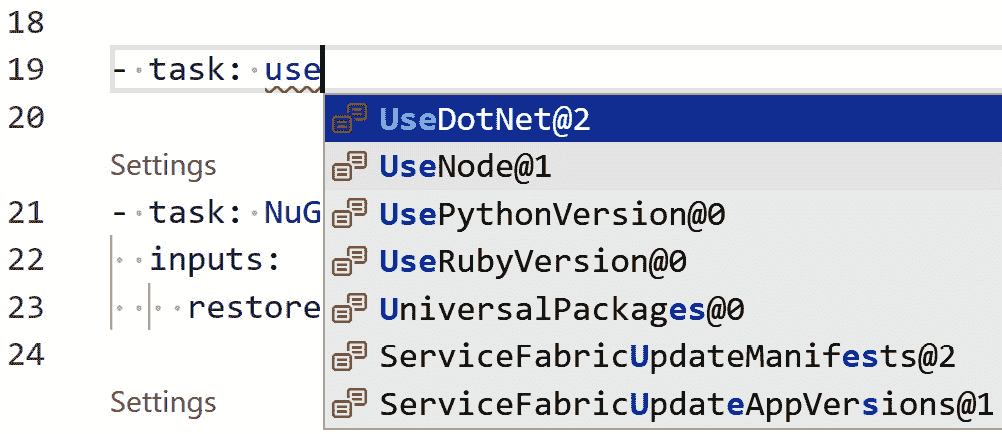 18
19 - task: use
20 UseDotNet@2
Settings UseNode@1
21 - task: NuG UsePythonVersion@0
22 inputs: UseRubyVersion@0
23 restore UniversalPackages@0
24 ServiceFabricUpdateManifests@2
Settings ServiceFabricUpdateAppVersions@1